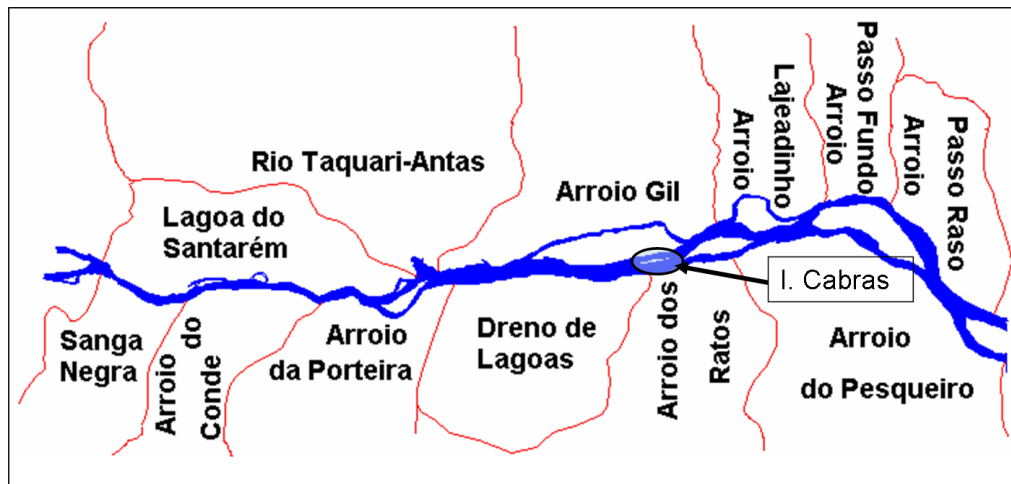 Rio Taquari-Antas
Lagoa do
Santarém
Arroio Gil
Arroio
Lajeadinho
Arroio
Passo Fundo
Arroio
Passo Raso
I. Cabras
Sanga
Negra
Arroio
do
Conde
Arroio
da Porteira
Dreno de
Lagoas
Arroio dos
Ratos
Arroio
do Pesqueiro